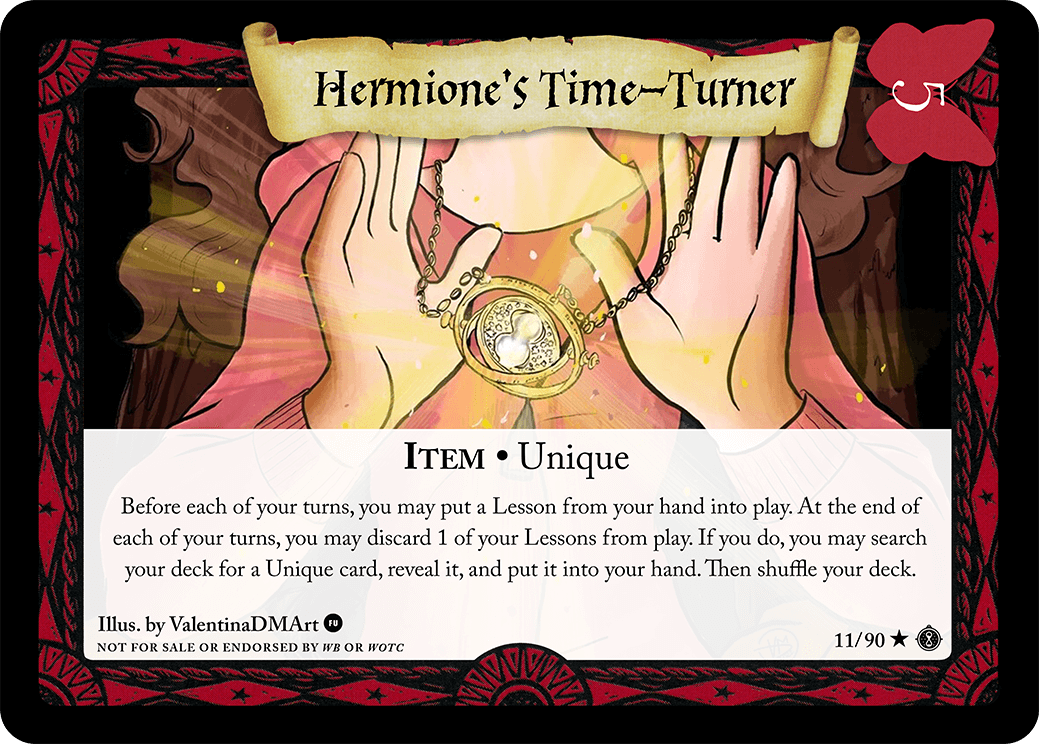 Hermione's Time-Turner
5
ITEM • Unique
Before each of your turns, you may put a Lesson from your hand into play. At the end of
each of your turns, you may discard 1 of your Lessons from play. If you do, you may search
your deck for a Unique card, reveal it, and put it into your hand. Then shuffle your deck.
Illus. by ValentinaDMArt FU
NOT FOR SALE OR ENDORSED BY WB OR WOTC
11/90 ★